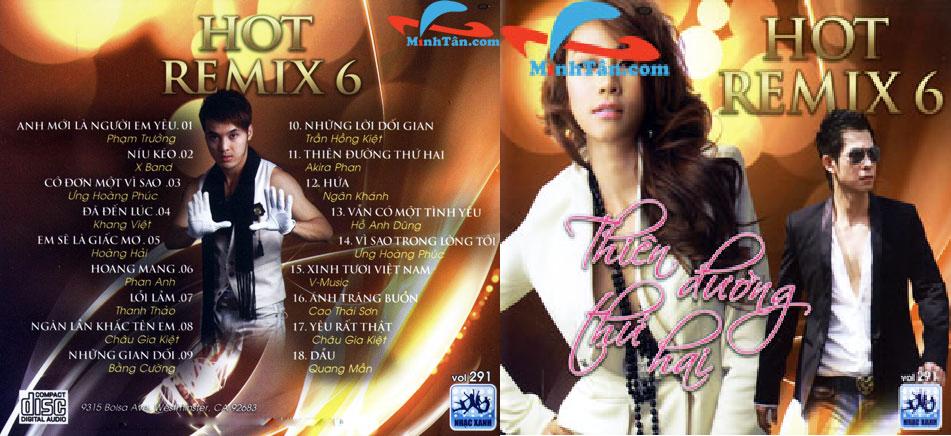 HOT
REMIX 6
MinhTân.com
ANH MỚI LÀ NGƯỜI EM YÊU. 01
Phạm Trưởng
NÍU KÉO .02
X Band
CÔ ĐƠN MỘT VÌ SAO .03
Ưng Hoàng Phúc
ĐÃ ĐẾN LÚC .04
Khang Việt
EM SẼ LÀ GIẤC MƠ . 05
Hoàng Hải
HOANG MANG .06
Phan Anh
LỖI LẦM .07
Thanh Thảo
NGÀN LẦN KHẮC TÊN EM .08
Châu Gia Kiệt
NHỮNG GIAN DỐI .09
Bằng Cường
10. NHỮNG LỜI DỐI GIAN
Trần Hồng Kiệt
11. THIÊN ĐƯỜNG THỨ HAI
Akira Phan
12. HỨA
Ngân Khánh
13. VẪN CÓ MỘT TÌNH YÊU
Hồ Anh Dũng
14. VÌ SAO TRONG LÒNG TÔI
Ưng Hoàng Phúc
15. XINH TƯƠI VIỆT NAM
V-Music
16. ÁNH TRĂNG BUỒN
Cao Thái Sơn
17. YÊU RẤT THẬT
Châu Gia Kiệt
18. DẤU
Quang Mẫn
COMPACT
disc
DIGITAL AUDIO
9315 Bolsa Ave, Westminster, CA 92683
vol 291
NHẠC XANH
MinhTân.com
HOT
REMIX 6
Thiên đường
thứ hai
vol 291
NHẠC XANH